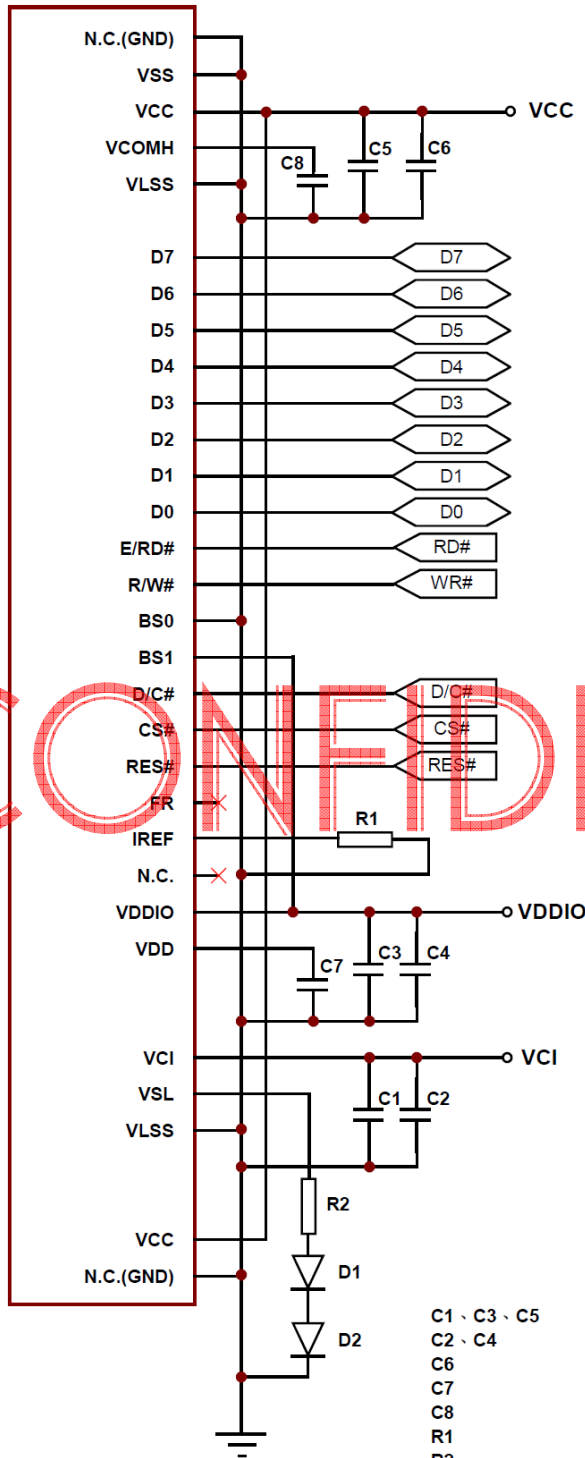 N.C.(GND)
VSS
VCC VCC
VCOMH C8 C5 C6
VLSS
D7 D7
D6 D6
D5 D5
D4 D4
D3 D3
D2 D2
D1 D1
D0 D0
E/RD# RD#
R/W# WR#
BS0
BS1
D/C# D/C#
CS# CS#
RES# RES#
CONFID
FR
IREF R1
N.C.
VDDIO VDDIO
VDD C7 C3 C4
VCI VCI
VSL C1 C2
VLSS
R2
VCC
N.C.(GND) D1
D2
C1、C3、C5
C2、C4
C6
C7
C8
R1
R2